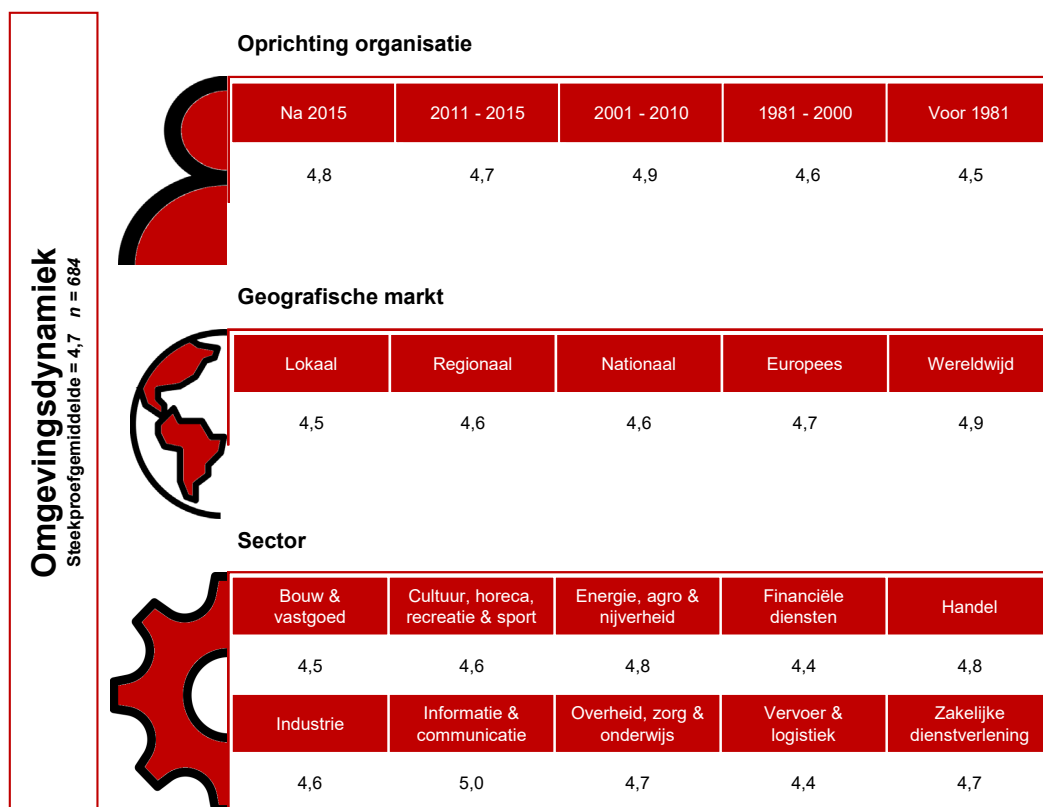 Omgevingsdynamiek
Steekproefgemiddelde = 4,7 n = 684
Oprichting organisatie
Na 2015 2011 - 2015 2001 - 2010 1981 - 2000 Voor 1981
4,8 4,7 4,9 4,6 4,5
Geografische markt
Lokaal Regionaal Nationaal Europees Wereldwijd
4,5 4,6 4,6 4,7 4,9
Sector
Bouw & Cultuur, horeca, Energie, agro & Financiële Handel
vastgoed recreatie & sport nijverheid diensten
4,5 4,6 4,8 4,4 4,8
Industrie Informatie & Overheid, zorg & Vervoer & Zakelijke
communicatie onderwijs logistiek dienstverlening
4,6 5,0 4,7 4,4 4,7